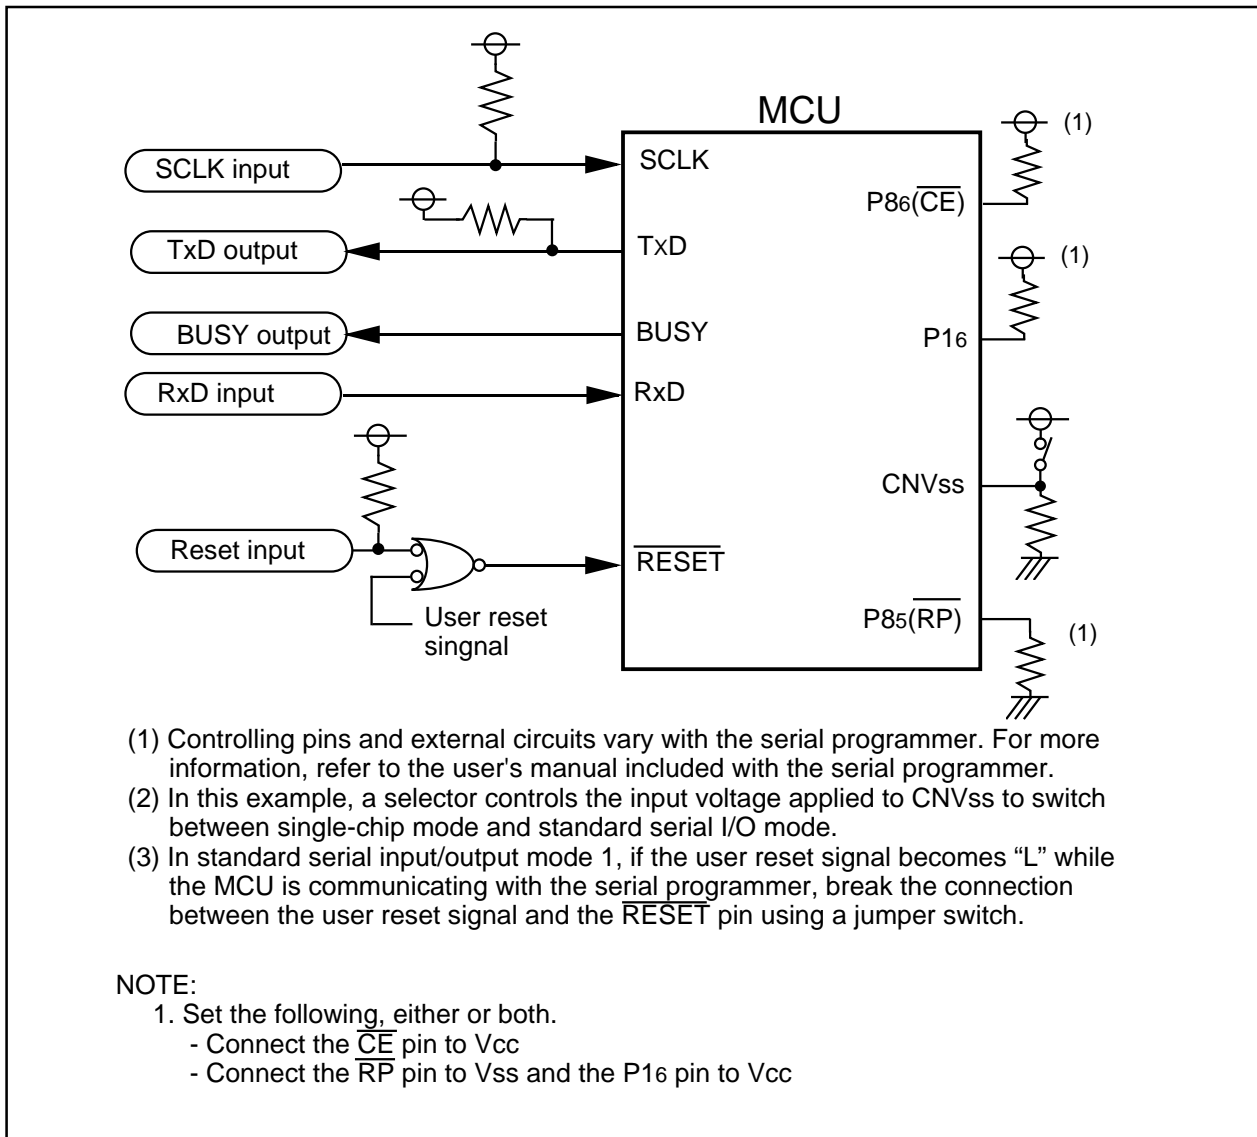 MCU
SCLK input
SCLK
TxD output
TxD
BUSY output
BUSY
RxD input
RxD
Reset input
RESET
User reset
singnal
P86(CE)
(1)
P16
(1)
CNVss
P85(RP)
(1)
(1) Controlling pins and external circuits vary with the serial programmer. For more
information, refer to the user's manual included with the serial programmer.
(2) In this example, a selector controls the input voltage applied to CNVss to switch
between single-chip mode and standard serial I/O mode.
(3) In standard serial input/output mode 1, if the user reset signal becomes “L” while
the MCU is communicating with the serial programmer, break the connection
between the user reset signal and the RESET pin using a jumper switch.
NOTE:
1. Set the following, either or both.
- Connect the CE pin to Vcc
- Connect the RP pin to Vss and the P16 pin to Vcc